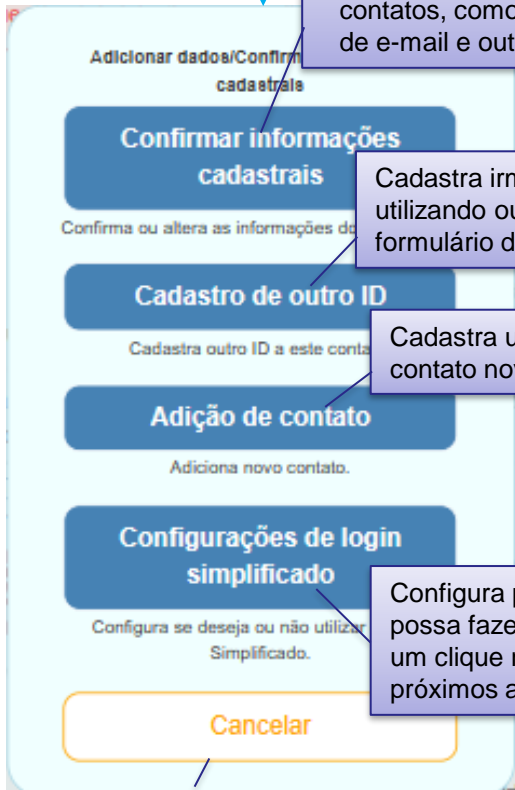 contatos, como
de e-mail e out
Adicionar dados/Confirm
cadastrais
Confirmar informações
cadastrais
Cadastra irm
utilizando ou
formulário d
Confirma ou altera as informações do
Cadastro de outro ID
Cadastra outro ID a este conta
Cadastra u
contato nov
Adição de contato
Adiciona novo contato.
Configurações de login
simplificado
Configura p
possa faze
um clique n
próximos a
Configura se deseja ou não utilizar
Simplificado.
Cancelar